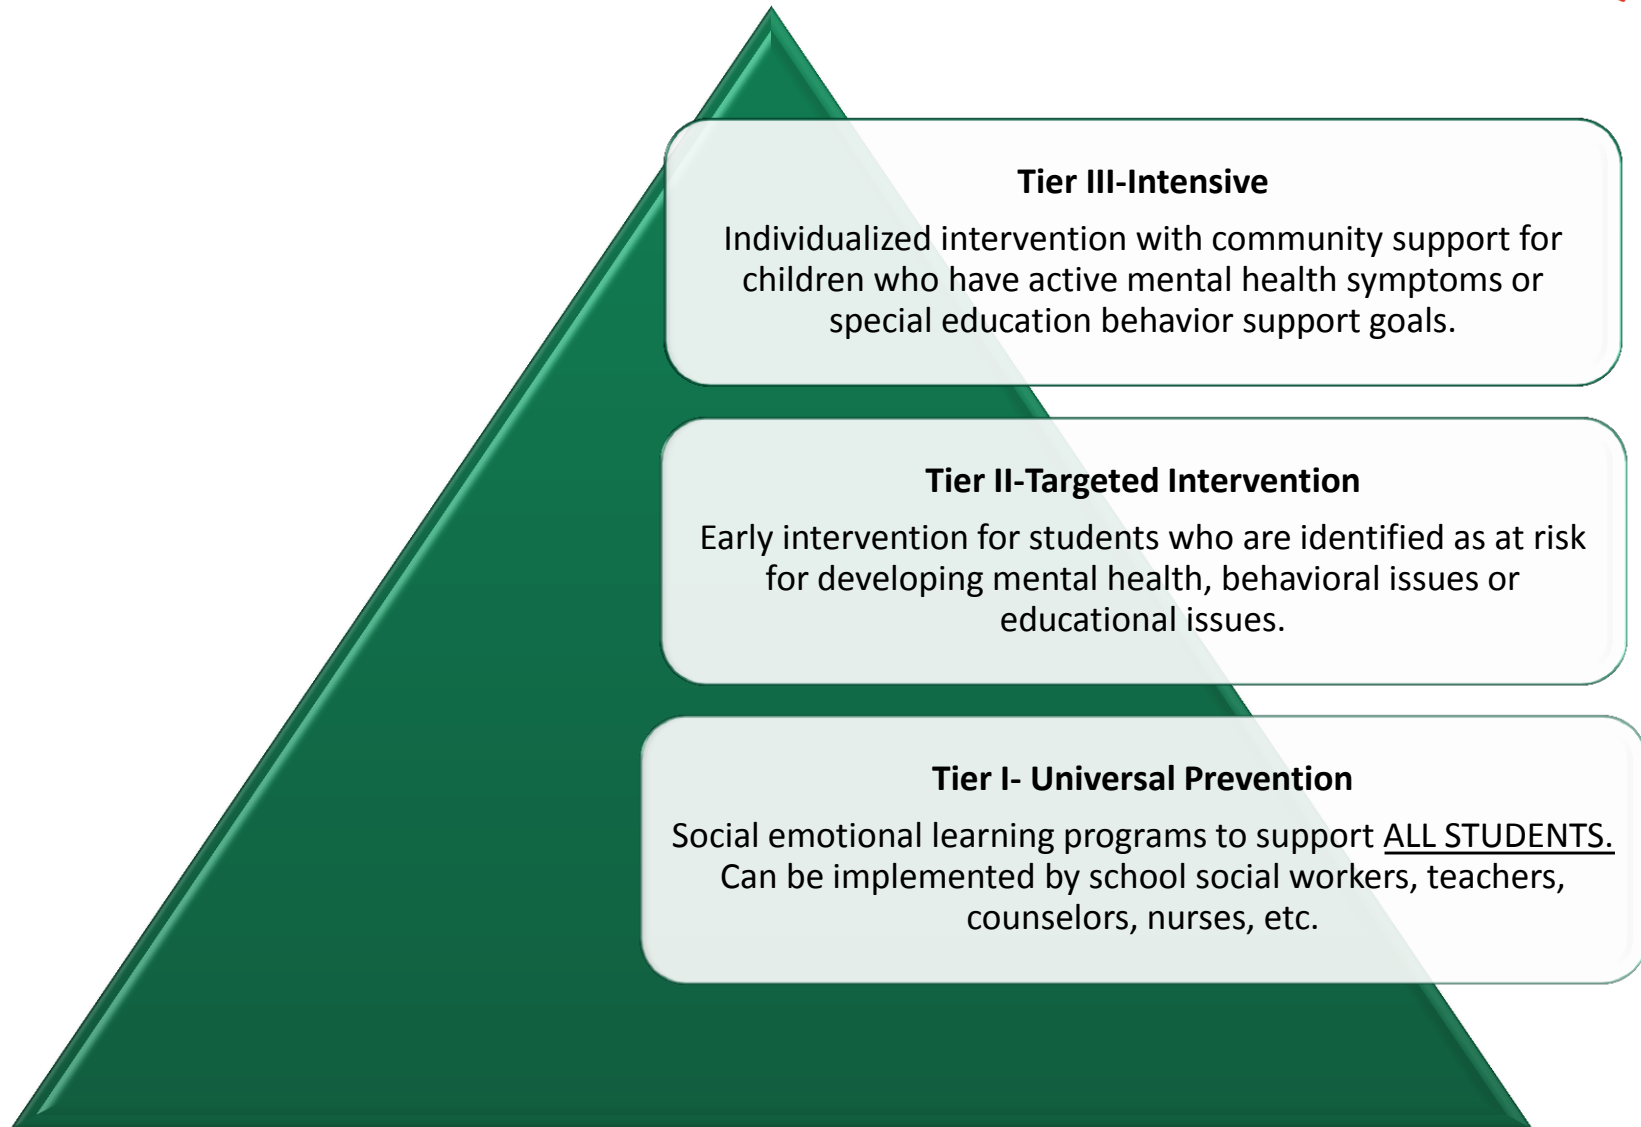 Tier III-Intensive
Individualized intervention with community support for
children who have active mental health symptoms or
special education behavior support goals.
Tier II-Targeted Intervention
Early intervention for students who are identified as at risk
for developing mental health, behavioral issues or
educational issues.
Tier I- Universal Prevention
Social emotional learning programs to support ALL STUDENTS.
Can be implemented by school social workers, teachers,
counselors, nurses, etc.